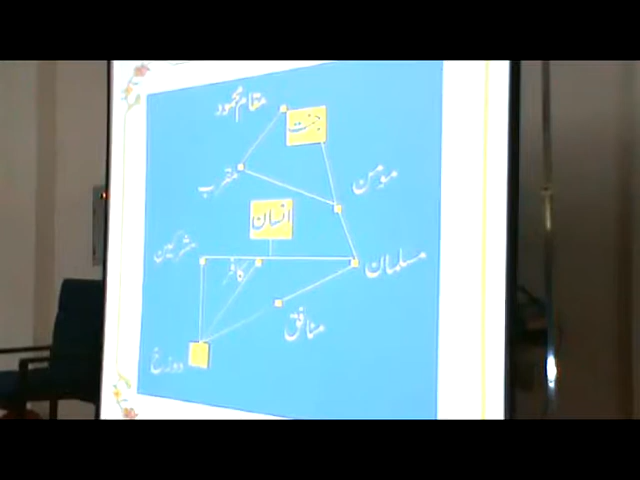 مقام محمود
جنت
مقرب
مومن
انسان
مشرکین
کافر
مسلمان
منافق
دوزخ